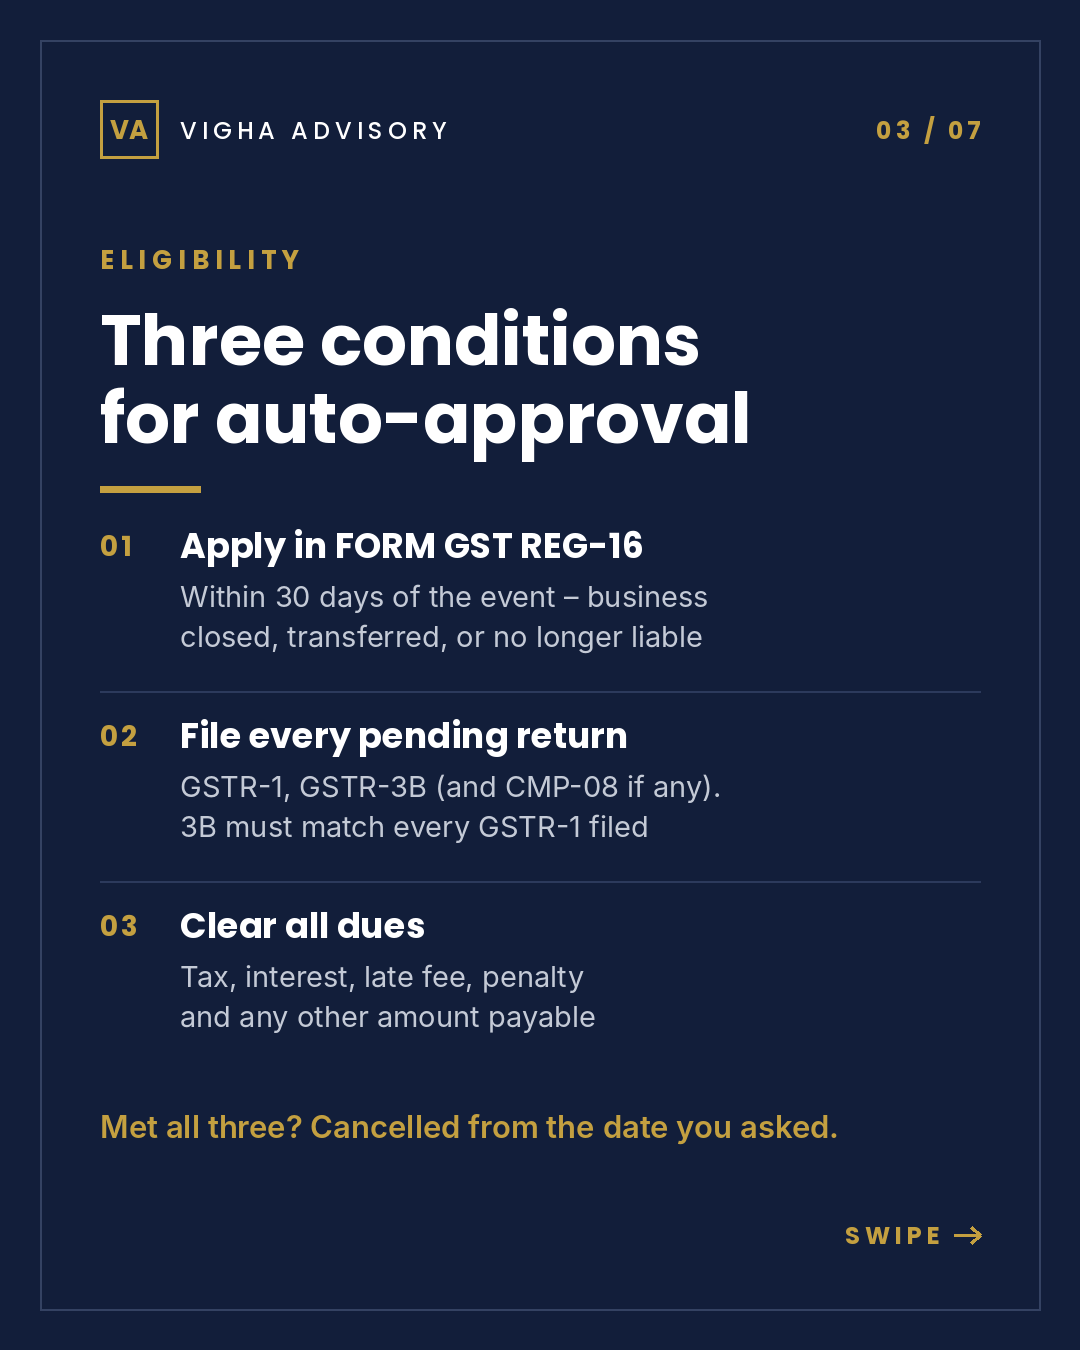 VA VIGHA ADVISORY 03 / 07
ELIGIBILITY
Three conditions
for auto-approval
01 Apply in FORM GST REG-16
Within 30 days of the event – business
closed, transferred, or no longer liable
02 File every pending return
GSTR-1, GSTR-3B (and CMP-08 if any).
3B must match every GSTR-1 filed
03 Clear all dues
Tax, interest, late fee, penalty
and any other amount payable
Met all three? Cancelled from the date you asked.
SWIPE →